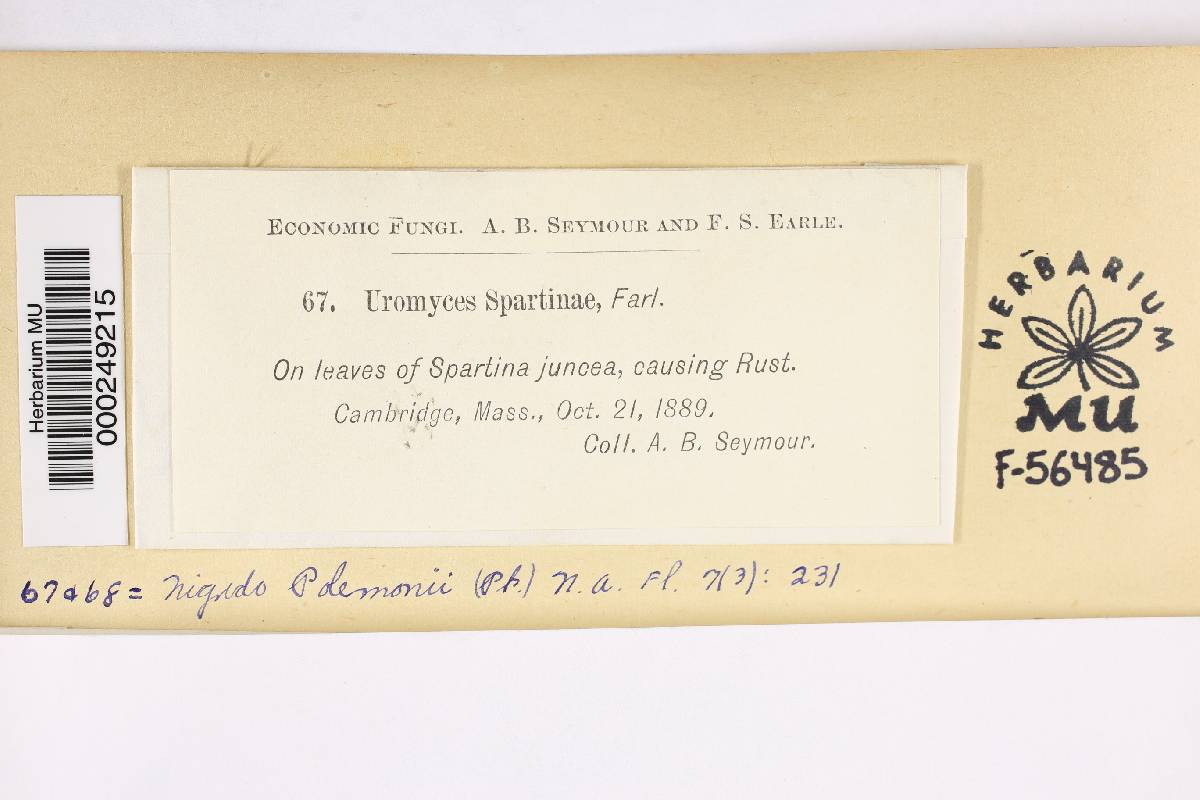 Herbarium MU
000249215
ECONOMIC FUNGI. A. B. SEYMOUR AND F. S. EARLE.
67. Uromyces Spartinae, Farl.
On leaves of Spartina juncea, causing Rust.
Cambridge, Mass., Oct. 21, 1889.
Coll. A. B. Seymour.
HERBARIUM
MU
F-56485
67 & 68 = Nigredo Polemonii (Pk.) N. a. Fl. 7(3): 231